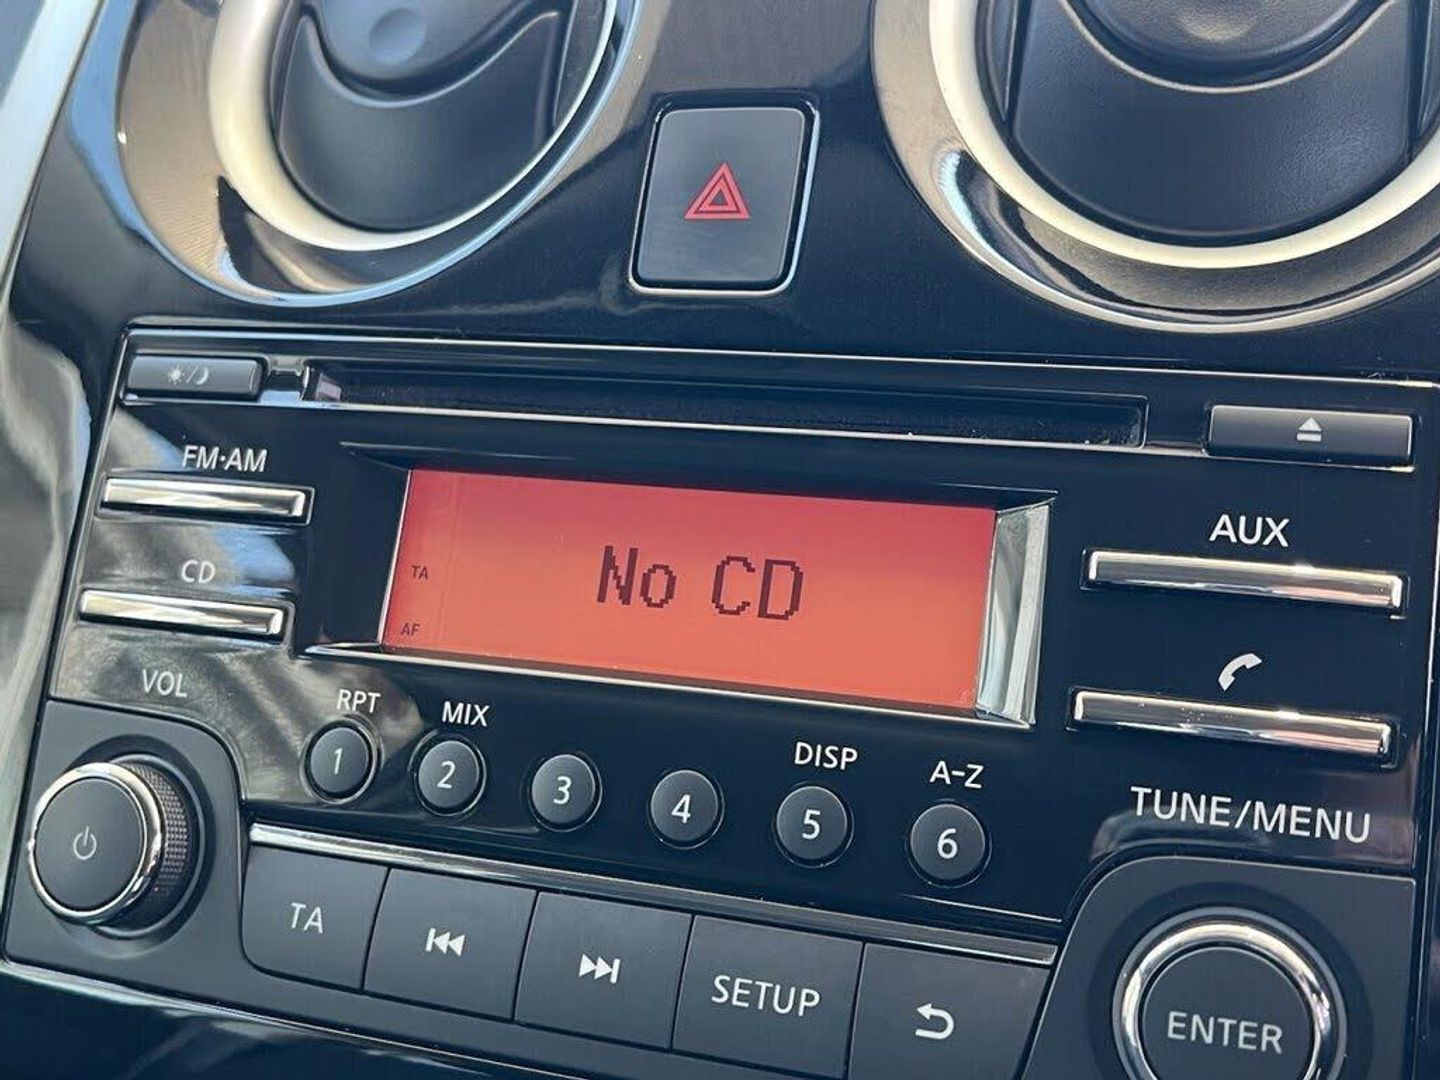 FM·AM
CD
VOL
TA
AF
No CD
AUX
RPT
MIX
DISP
A-Z
1
2
3
4
5
6
TUNE/MENU
TA
SETUP
ENTER